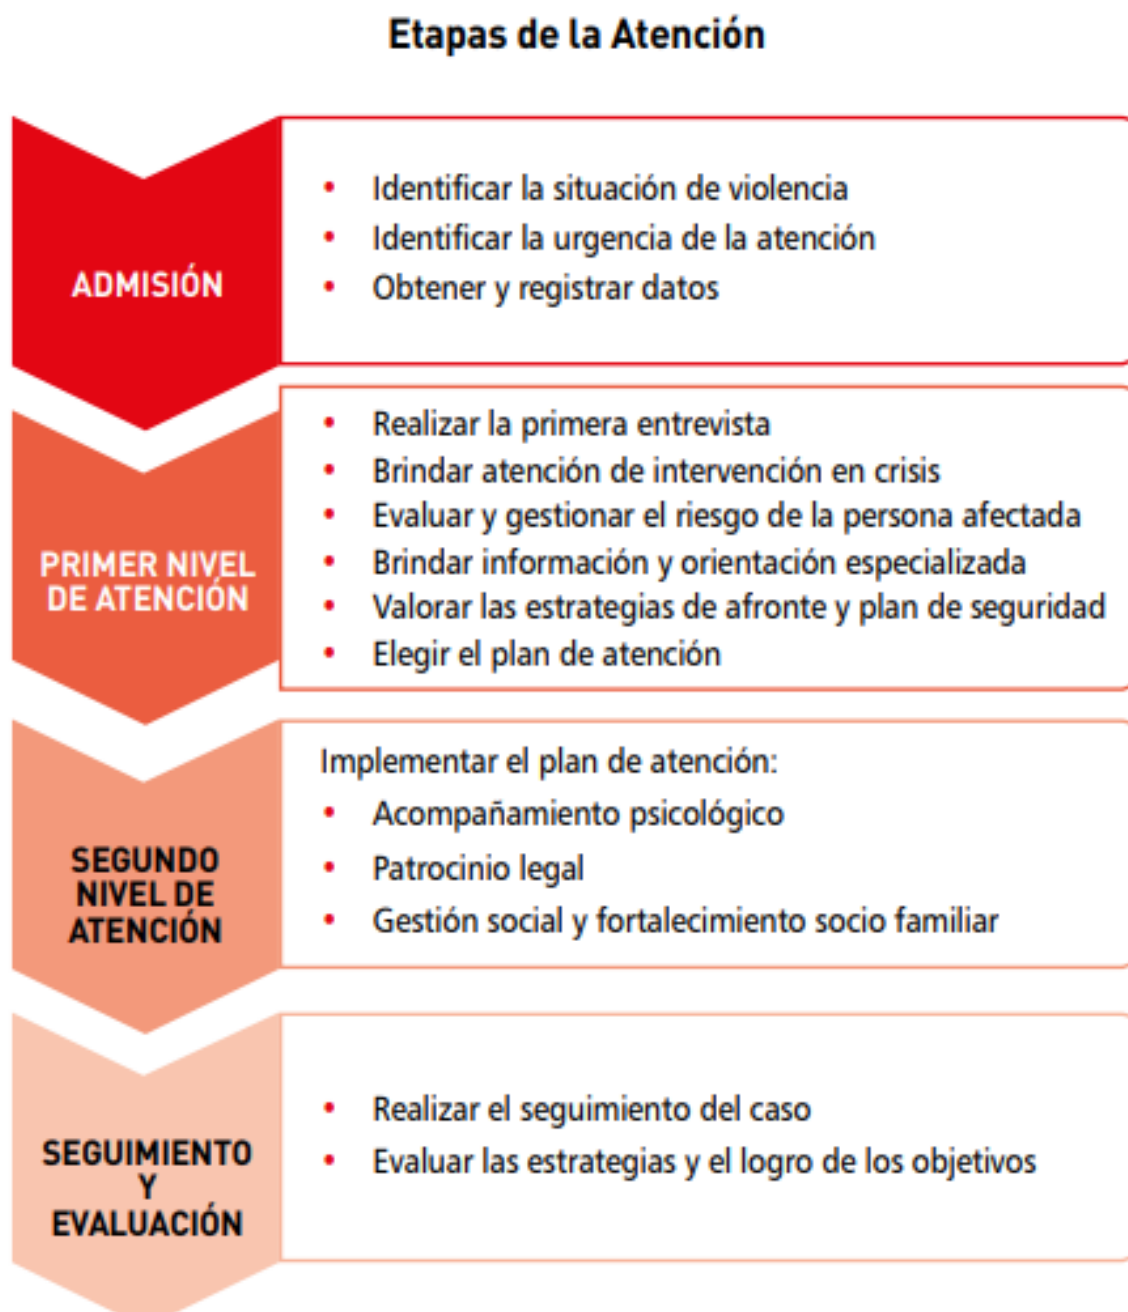 Etapas de la Atención
ADMISIÓN
• Identificar la situación de violencia
• Identificar la urgencia de la atención
• Obtener y registrar datos
PRIMER NIVEL
DE ATENCIÓN
• Realizar la primera entrevista
• Brindar atención de intervención en crisis
• Evaluar y gestionar el riesgo de la persona afectada
• Brindar información y orientación especializada
• Valorar las estrategias de afronte y plan de seguridad
• Elegir el plan de atención
SEGUNDO
NIVEL DE
ATENCIÓN
Implementar el plan de atención:
• Acompañamiento psicológico
• Patrocinio legal
• Gestión social y fortalecimiento socio familiar
SEGUIMIENTO
Y
EVALUACIÓN
• Realizar el seguimiento del caso
• Evaluar las estrategias y el logro de los objetivos